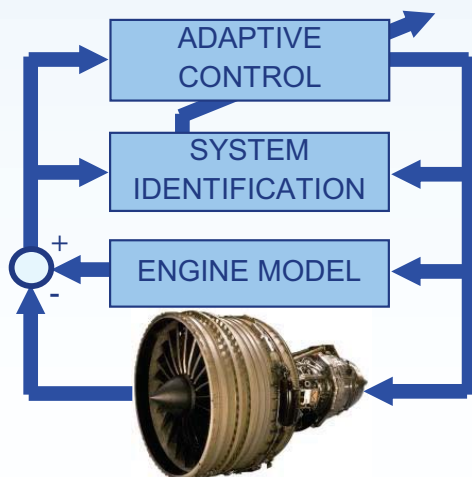 ADAPTIVE
CONTROL
SYSTEM
IDENTIFICATION
+
ENGINE MODEL
-